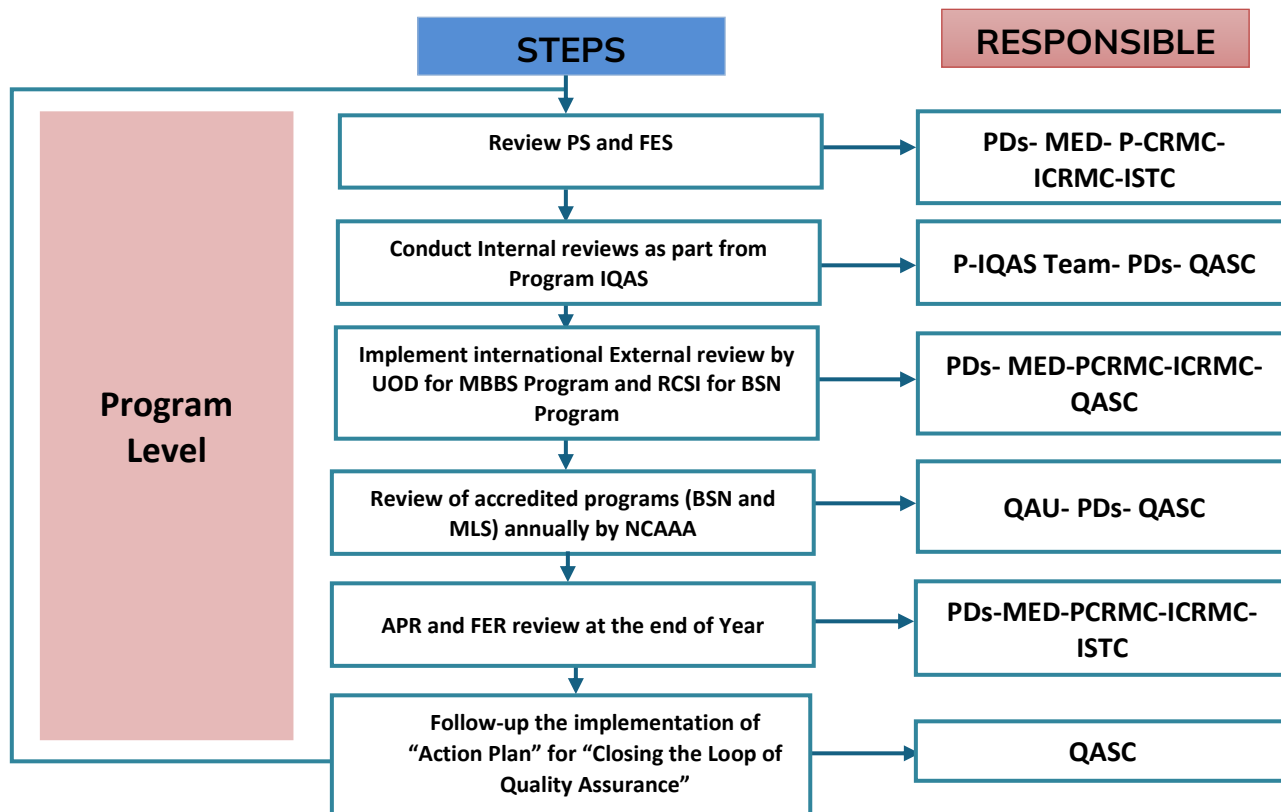 STEPS
RESPONSIBLE
Program
Level
Review PS and FES
PDs- MED- P-CRMC-
ICRMC-ISTC
Conduct Internal reviews as part from
Program IQAS
P-IQAS Team- PDs- QASC
Implement international External review by
UOD for MBBS Program and RCSI for BSN
Program
PDs- MED-PCRMC-ICRMC-
QASC
Review of accredited programs (BSN and
MLS) annually by NCAAA
QAU- PDs- QASC
APR and FER review at the end of Year
PDs-MED-PCRMC-ICRMC-
ISTC
Follow-up the implementation of
“Action Plan” for “Closing the Loop of
Quality Assurance”
QASC